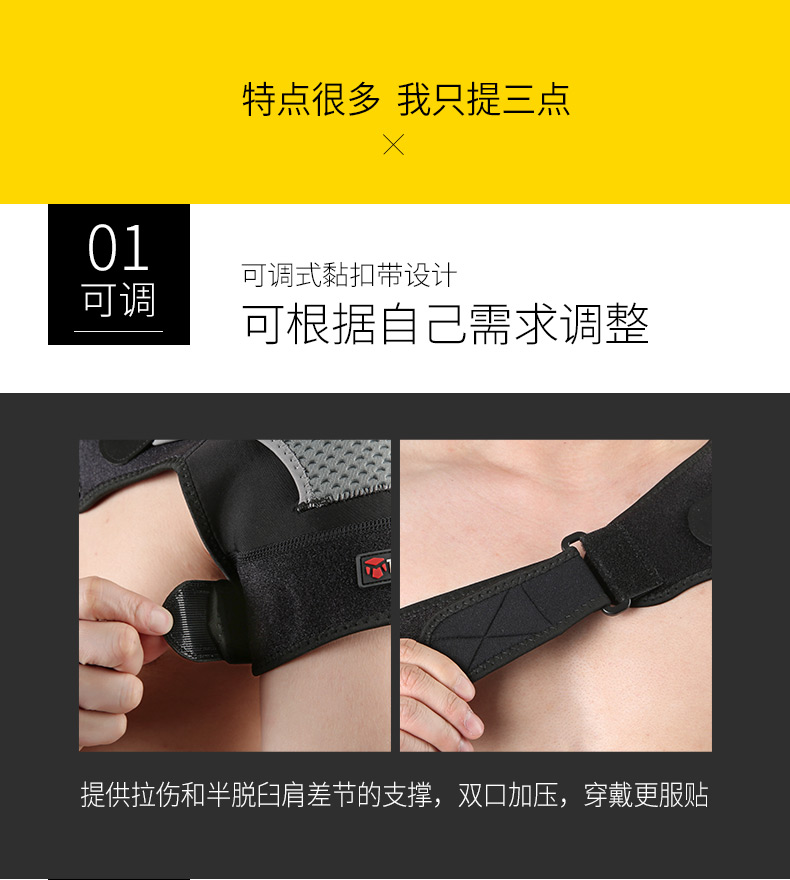 特点很多 我只提三点
01
可调
可调式黏扣带设计
可根据自己需求调整
提供拉伤和半脱臼肩差节的支撑，双口加压，穿戴更服贴